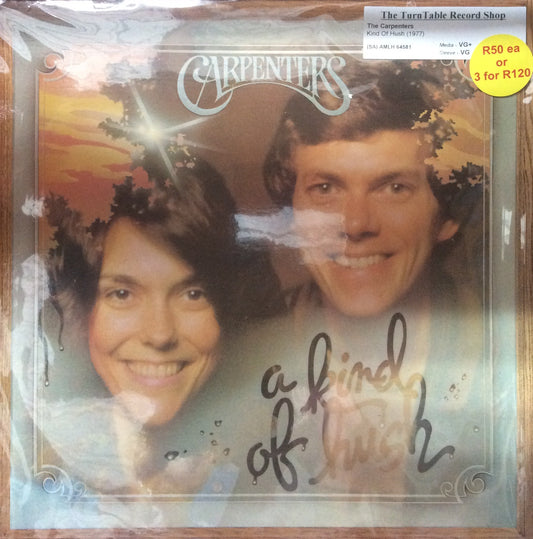 The TurnTable Record Shop
The Carpenters
Kind Of Hush (1977)
(SA) AMLH 64581 Media : VG+
Sleeve : VG
R50 ea
or
3 for R120
CARPENTERS
a kind
of hush